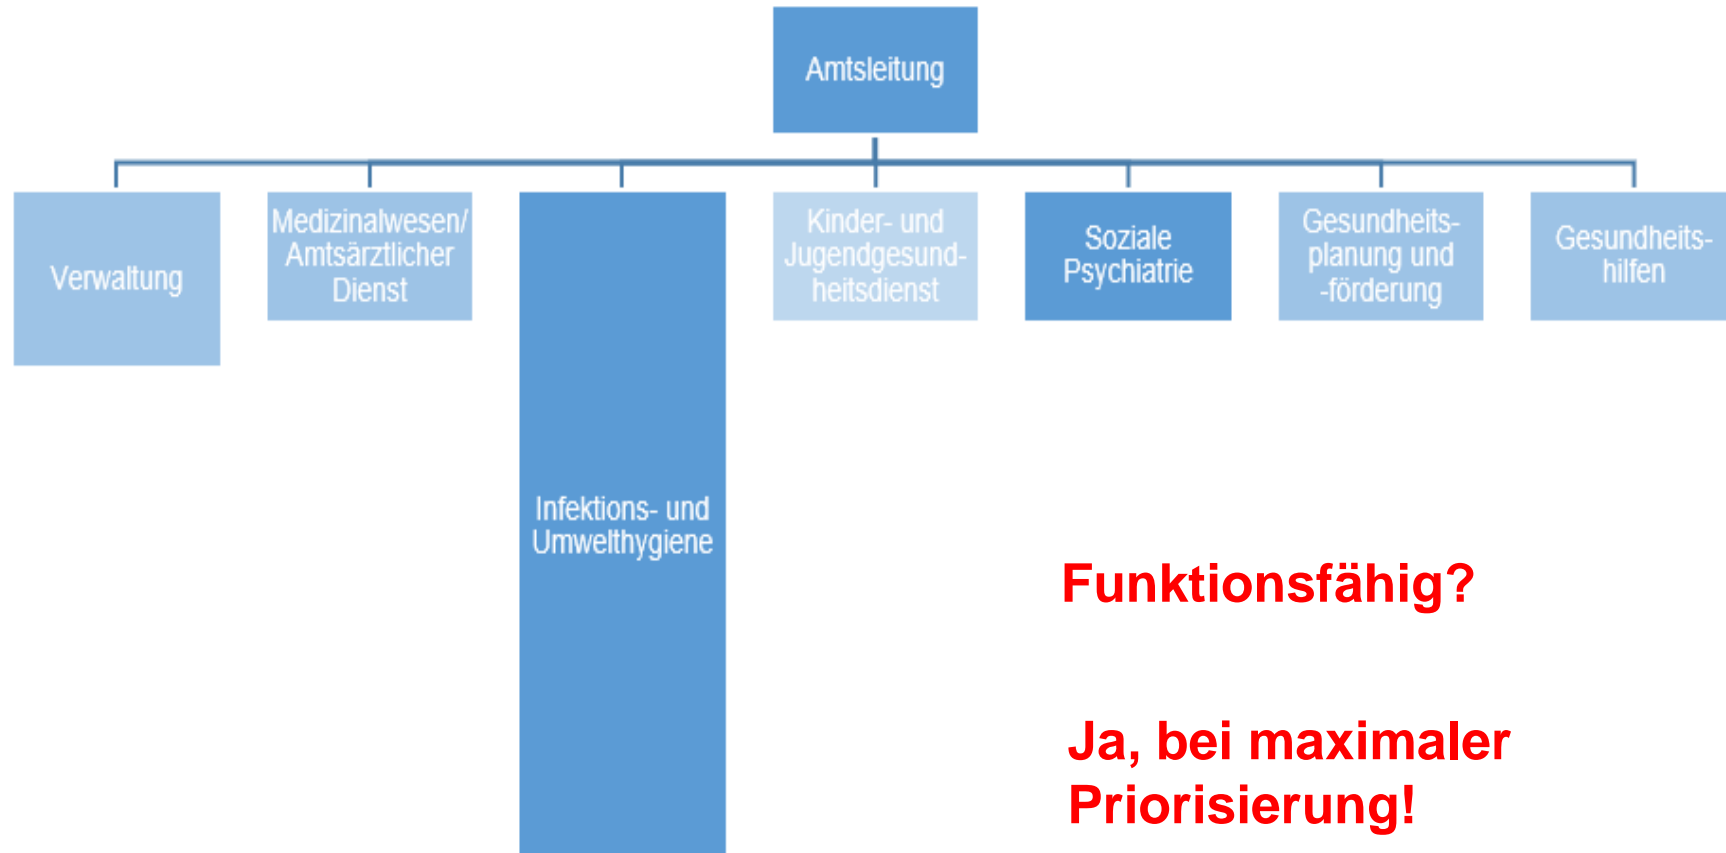 Amtsleitung
Verwaltung
Medizinalwesen/
Amtsärztlicher
Dienst
Infektions- und
Umwelthygiene
Kinder- und
Jugendgesund-
heitsdienst
Soziale
Psychiatrie
Gesundheits-
planung und
-förderung
Gesundheits-
hilfen
Funktionsfähig?
Ja, bei maximaler
Priorisierung!